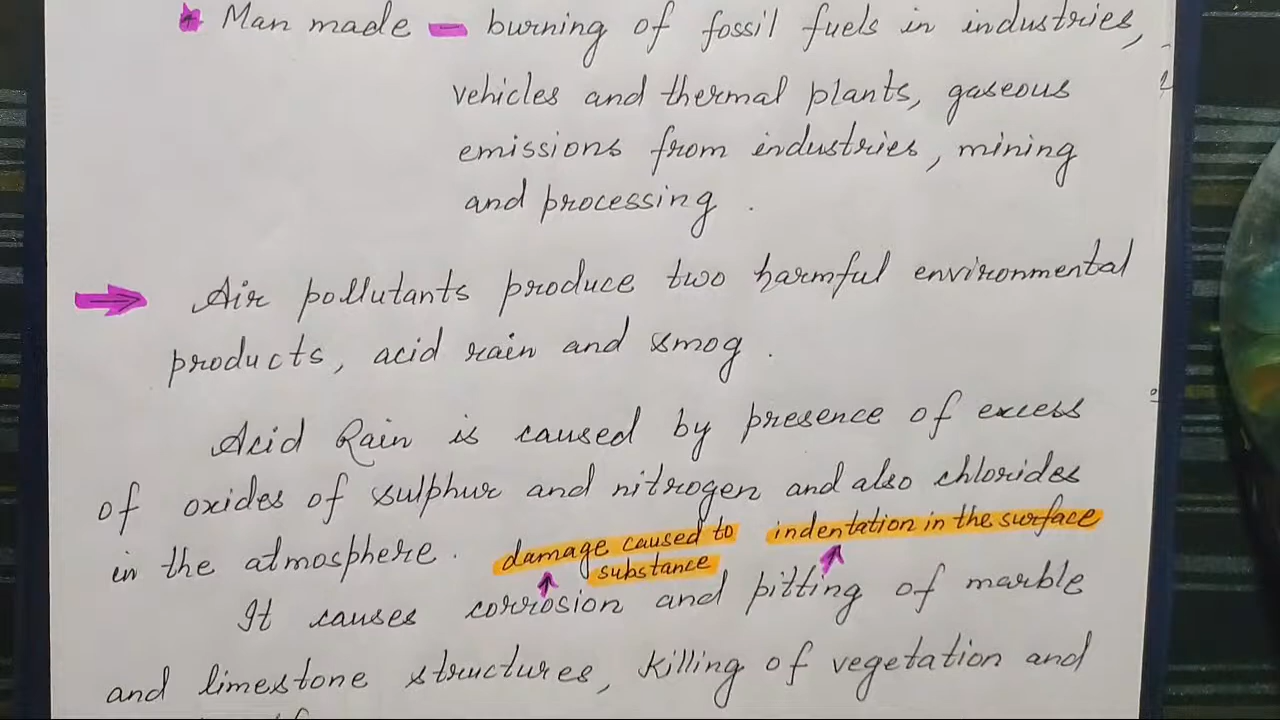 Man made - burning of fossil fuels in industries,
vehicles and thermal plants, gaseous
emissions from industries, mining
and processing.
Air pollutants produce two harmful environmental
products, acid rain and smog.
Acid Rain is caused by presence of excess
of oxides of sulphur and nitrogen and also chlorides
in the atmosphere.
damage caused to substance
indentation in the surface
It causes corrosion and pitting of marble
and limestone structures, killing of vegetation and